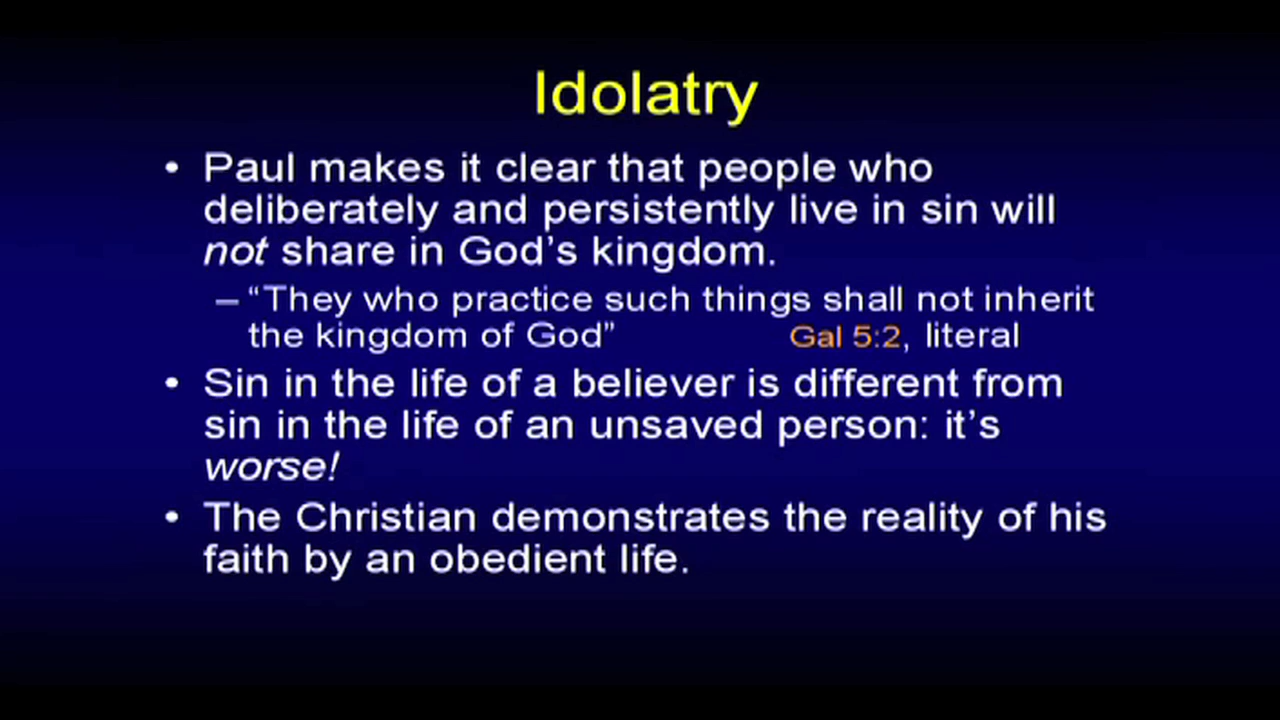 Idolatry
• Paul makes it clear that people who
deliberately and persistently live in sin will
not share in God’s kingdom.
– “They who practice such things shall not inherit
the kingdom of God” Gal 5:2, literal
• Sin in the life of a believer is different from
sin in the life of an unsaved person: it’s
worse!
• The Christian demonstrates the reality of his
faith by an obedient life.